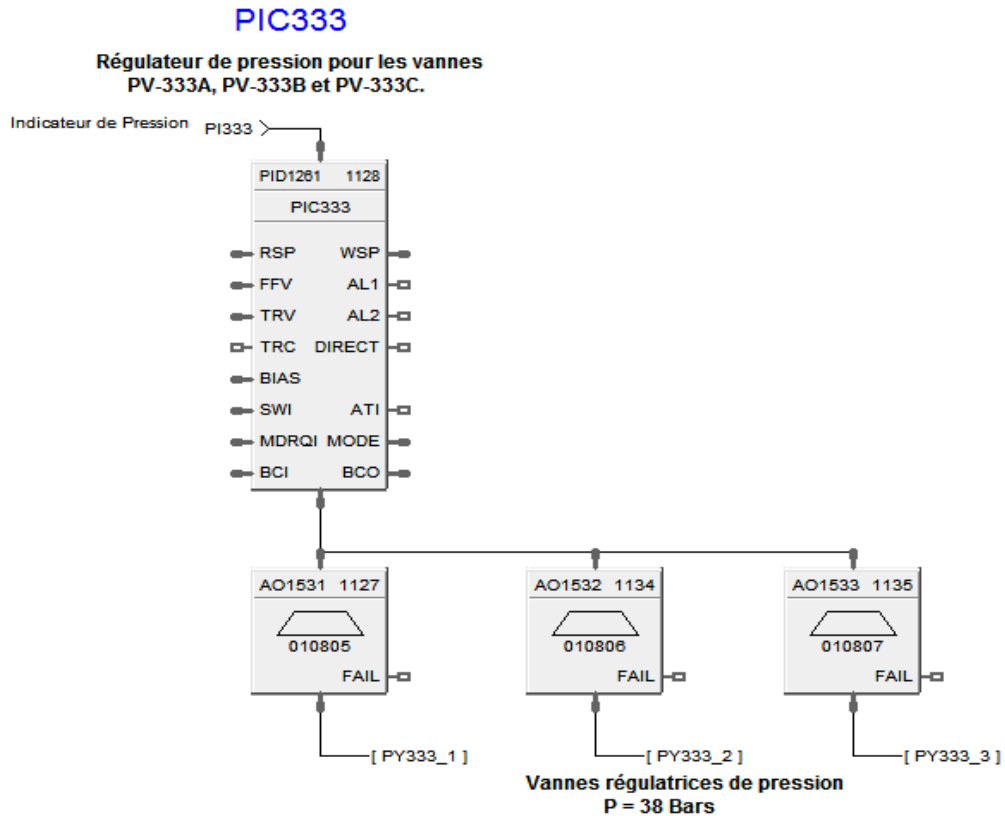 PIC333
Régulateur de pression pour les vannes
PV-333A, PV-333B et PV-333C.
Indicateur de Pression PI333
PID1261 1128
PIC333
RSP WSP
FFV AL1
TRV AL2
TRC DIRECT
BIAS
SWI ATI
MDRQI MODE
BCI BCO
AO1531 1127 AO1532 1134 AO1533 1135
010805 010806 010807
FAIL FAIL FAIL
[ PY333_1 ] [ PY333_2 ] [ PY333_3 ]
Vannes régulatrices de pression
P = 38 Bars